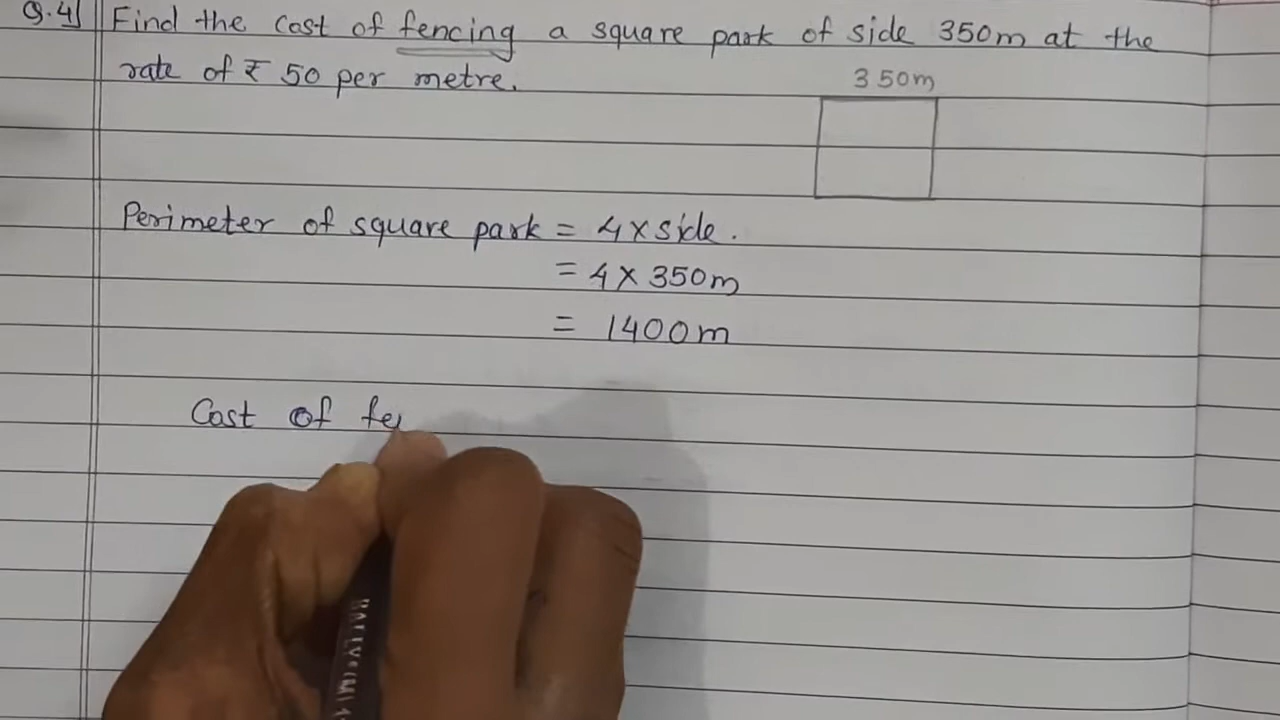 Q.4) Find the cost of fencing a square park of side 350m at the
rate of ₹ 50 per metre.
350m
Perimeter of square park = 4 × side.
= 4 × 350m
= 1400m
Cost of fe